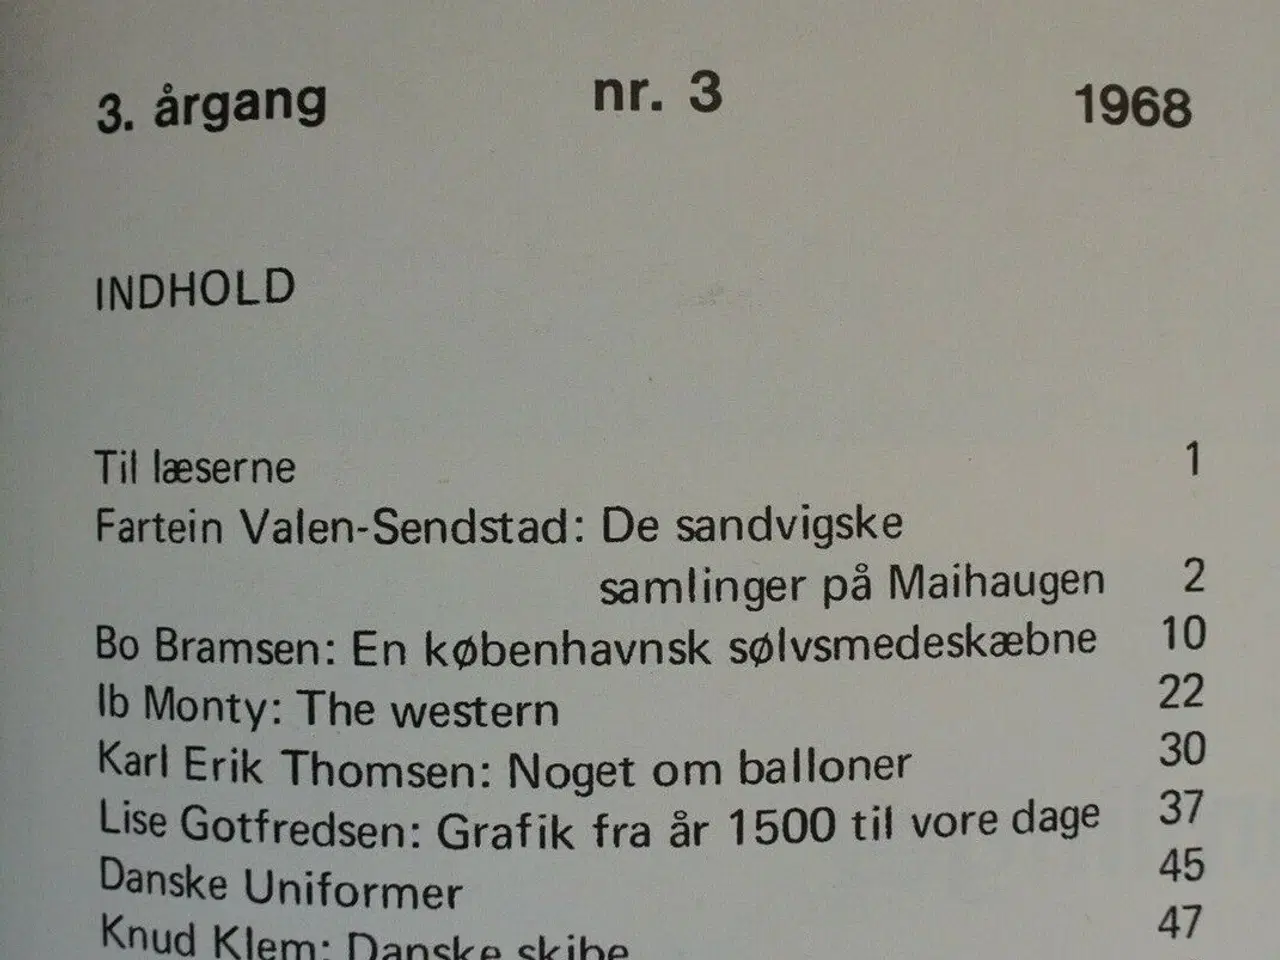 3. årgang nr. 3 1968
INDHOLD
Til læserne 1
Fartein Valen-Sendstad: De sandvigske
samlinger på Maihaugen 2
Bo Bramsen: En københavnsk sølvsmedeskæbne 10
Ib Monty: The western 22
Karl Erik Thomsen: Noget om balloner 30
Lise Gotfredsen: Grafik fra år 1500 til vore dage 37
Danske Uniformer 45
Knud Klem: Danske skibe 47